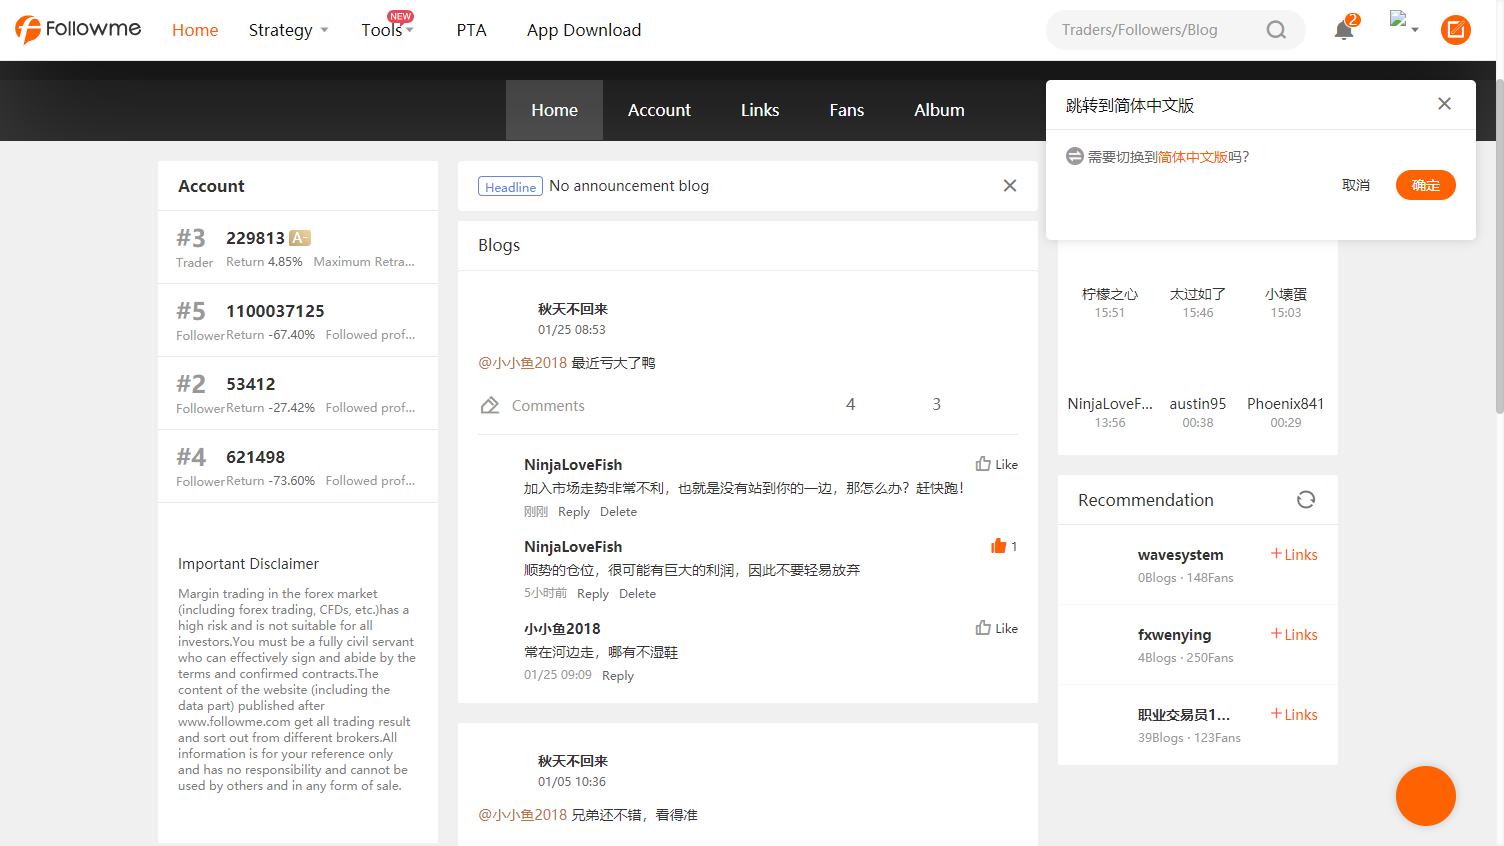 Followme
Home
Strategy
Tools
NEW
PTA
App Download
Traders/Followers/Blog
2
Home
Account
Links
Fans
Album
跳转到简体中文版
需要切换到简体中文版吗?
取消
确定
Account
#3
229813 A-
Trader
Return 4.85% Maximum Retra...
#5
1100037125
Follower
Return -67.40% Followed prof...
#2
53412
Follower
Return -27.42% Followed prof...
#4
621498
Follower
Return -73.60% Followed prof...
Important Disclaimer
Margin trading in the forex market
(including forex trading, CFDs, etc.)has a
high risk and is not suitable for all
investors.You must be a fully civil servant
who can effectively sign and abide by the
terms and confirmed contracts.The
content of the website (including the
data part) published after
www.followme.com get all trading result
and sort out from different brokers.All
information is for your reference only
and has no responsibility and cannot be
used by others and in any form of sale.
Headline No announcement blog
Blogs
秋天不回来
01/25 08:53
@小小鱼2018 最近亏大了鸭
Comments
4
3
NinjaLoveFish
Like
加入市场走势非常不利，也就是没有站到你的一边，那怎么办？赶快跑！
刚刚 Reply Delete
NinjaLoveFish
1
顺势的仓位，很可能有巨大的利润，因此不要轻易放弃
5小时前 Reply Delete
小小鱼2018
Like
常在河边走，哪有不湿鞋
01/25 09:09 Reply
秋天不回来
01/05 10:36
@小小鱼2018 兄弟还不错，看得准
柠檬之心
15:51
太过如了
15:46
小壊蛋
15:03
NinjaLoveF...
13:56
austin95
00:38
Phoenix841
00:29
Recommendation
wavesystem
+Links
0Blogs · 148Fans
fxwenying
+Links
4Blogs · 250Fans
职业交易员1...
+Links
39Blogs · 123Fans